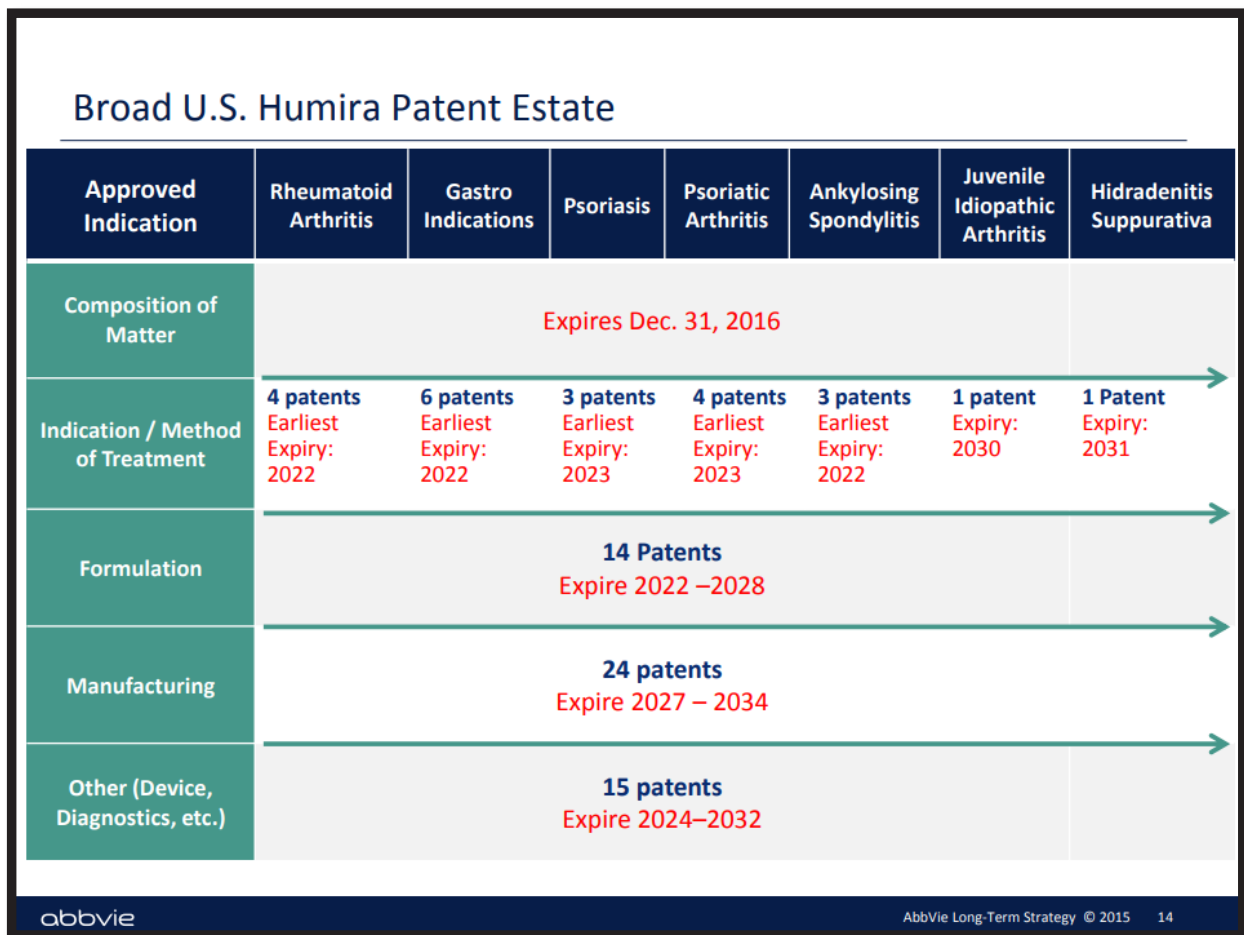 Broad U.S. Humira Patent Estate
Approved
Indication
Rheumatoid
Arthritis
Gastro
Indications
Psoriasis
Psoriatic
Arthritis
Ankylosing
Spondylitis
Juvenile
Idiopathic
Arthritis
Hidradenitis
Suppurativa
Composition of
Matter
Expires Dec. 31, 2016
Indication / Method
of Treatment
4 patents
Earliest
Expiry:
2022
6 patents
Earliest
Expiry:
2022
3 patents
Earliest
Expiry:
2023
4 patents
Earliest
Expiry:
2023
3 patents
Earliest
Expiry:
2022
1 patent
Expiry:
2030
1 Patent
Expiry:
2031
Formulation
14 Patents
Expire 2022 –2028
Manufacturing
24 patents
Expire 2027 – 2034
Other (Device,
Diagnostics, etc.)
15 patents
Expire 2024–2032
abbvie
AbbVie Long-Term Strategy © 2015 14